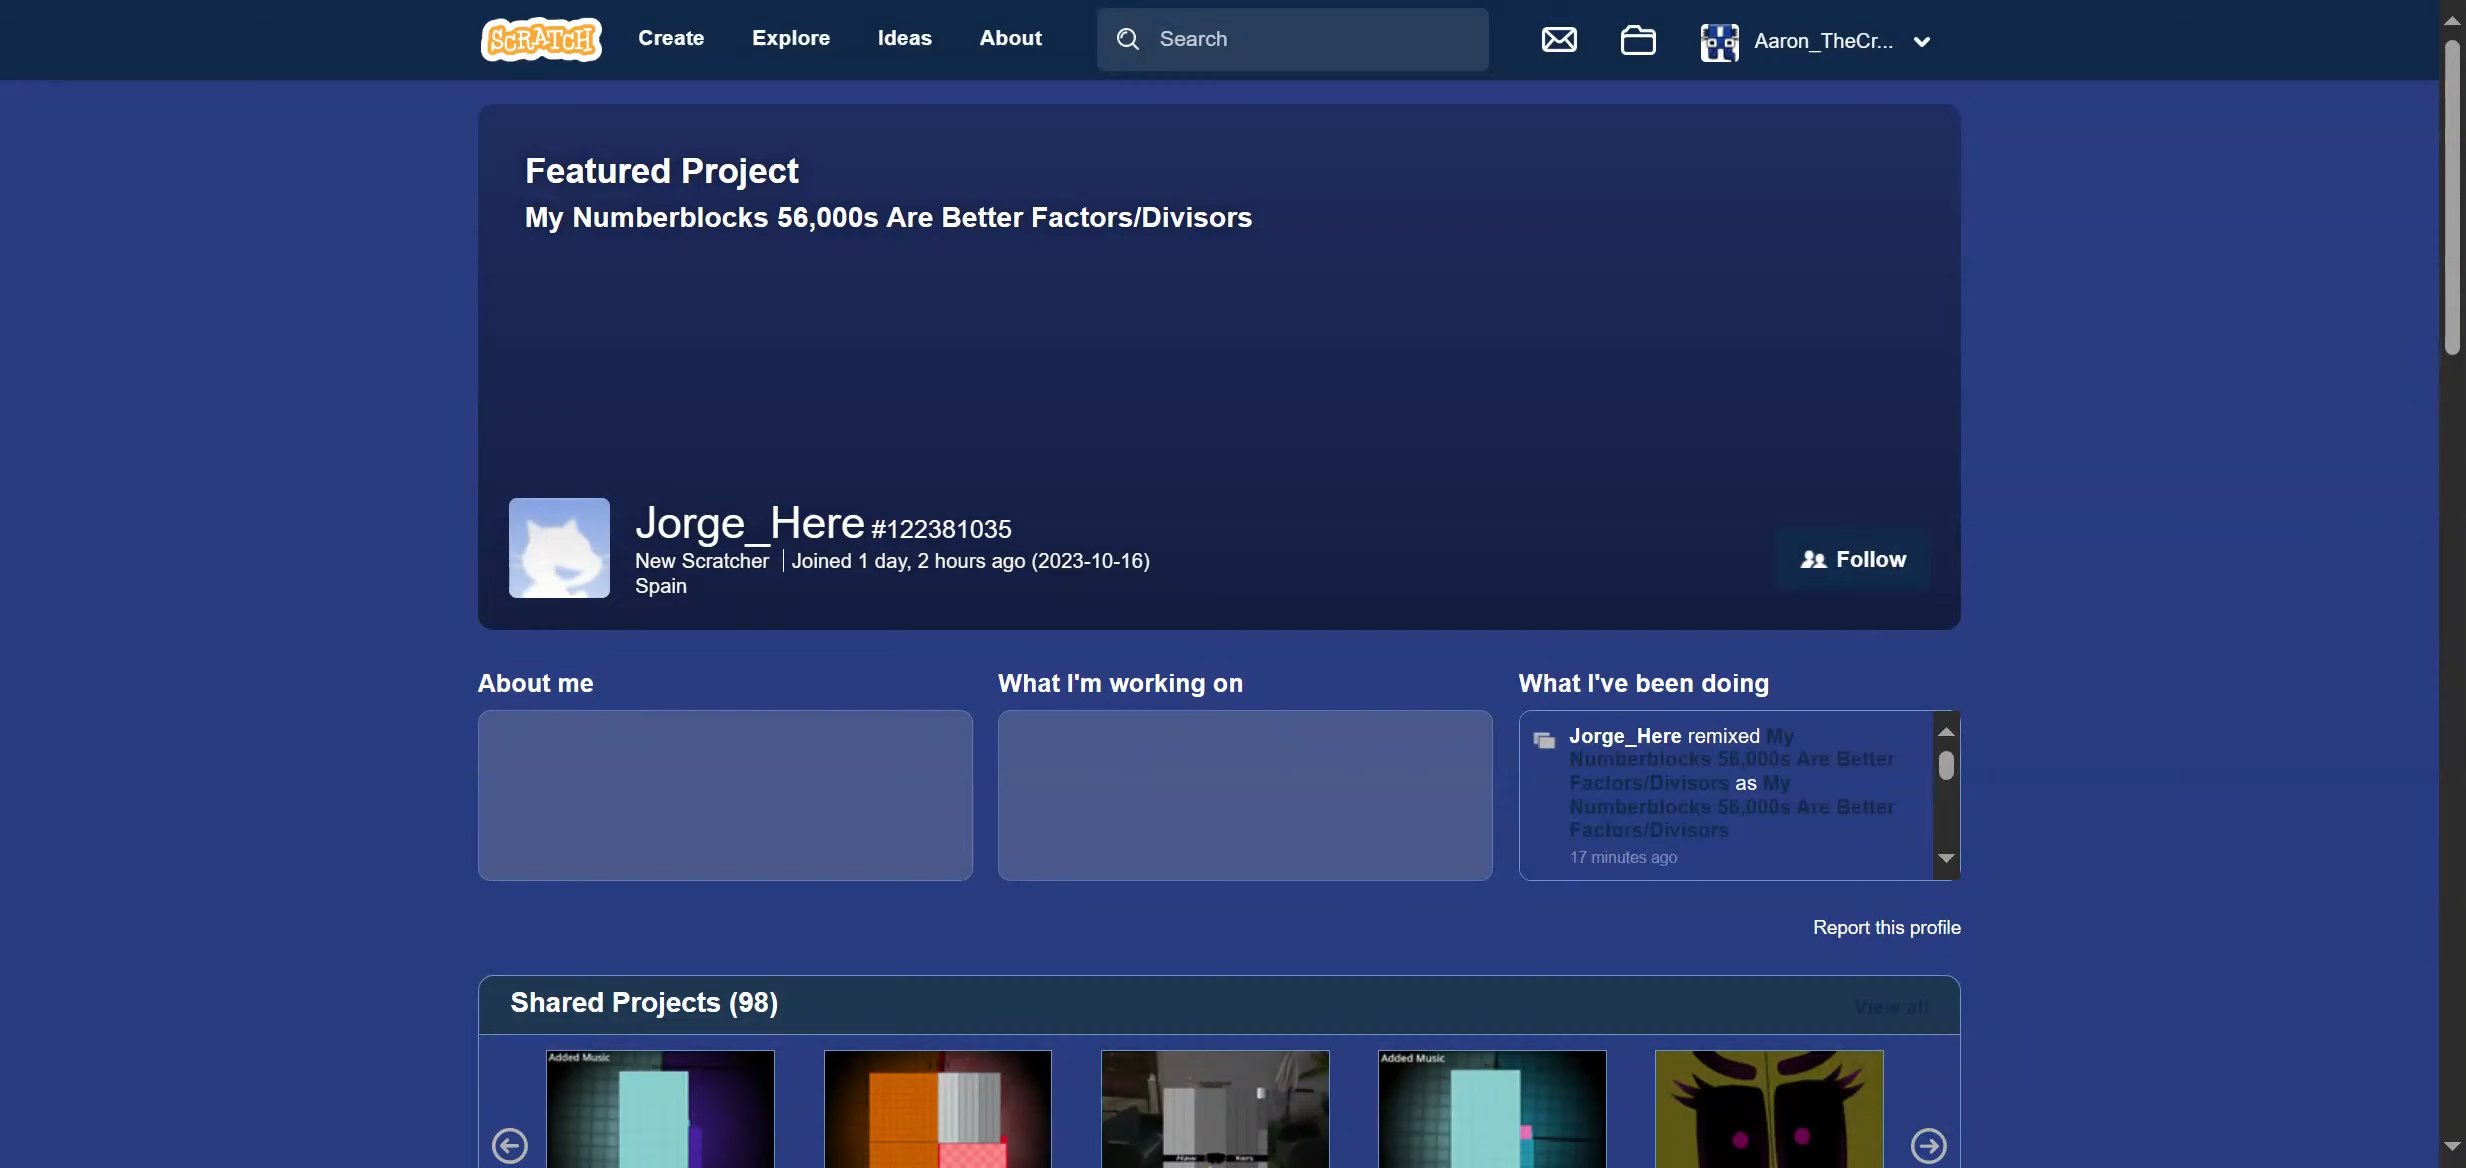 SCRATCH
Create
Explore
Ideas
About
Search
Aaron_TheCr...
Featured Project
My Numberblocks 56,000s Are Better Factors/Divisors
Jorge_Here #122381035
New Scratcher
Joined 1 day, 2 hours ago (2023-10-16)
Spain
Follow
About me
What I'm working on
What I've been doing
Jorge_Here remixed My
Numberblocks 56,000s Are Better
Factors/Divisors as My
Numberblocks 56,000s Are Better
Factors/Divisors
17 minutes ago
Report this profile
Shared Projects (98)
View all
Added Music
Added Music